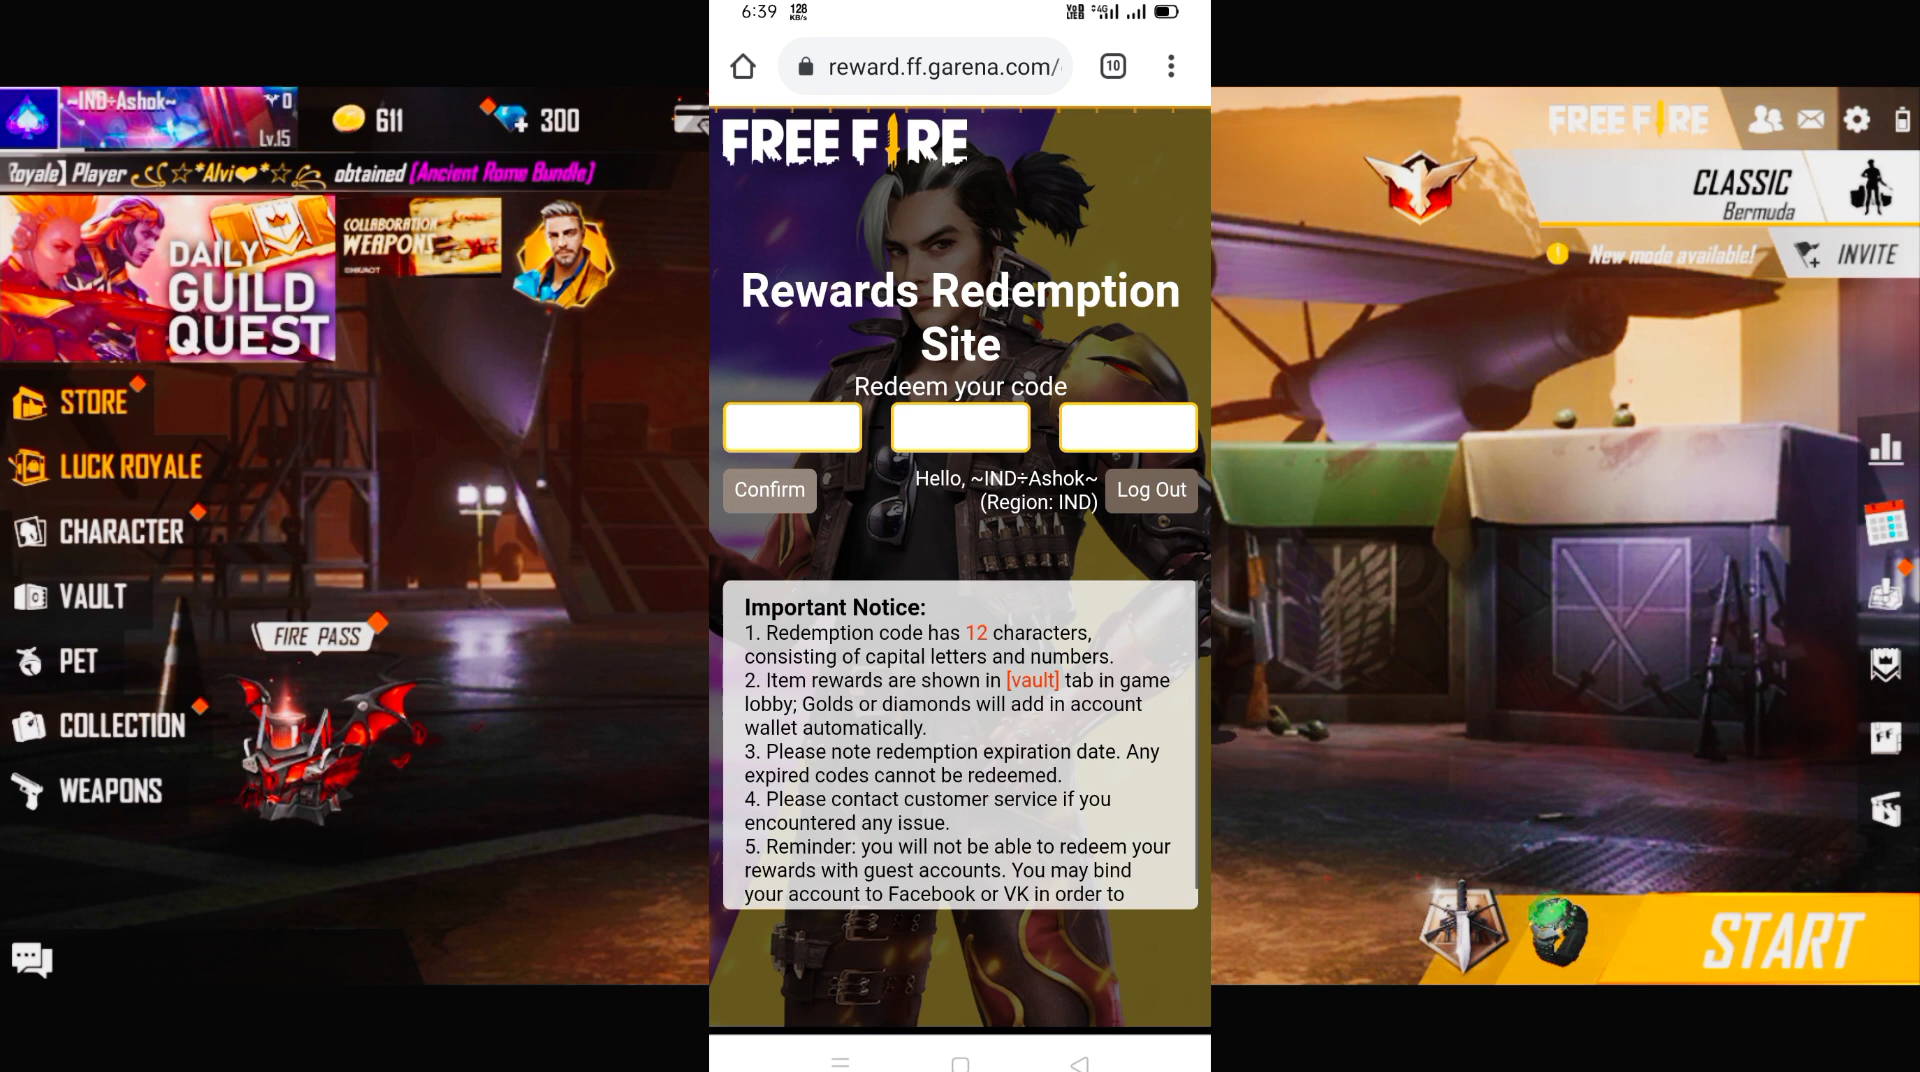 ~IND÷Ashok~
0
Lv.15
611
300
Royale] Player ☆*Alvi❤*☆ obtained [Ancient Rome Bundle]
DAILY
GUILD
QUEST
COLLABORATION
WEAPONS
STORE
LUCK ROYALE
CHARACTER
VAULT
PET
COLLECTION
WEAPONS
FIRE PASS
6:39
128
KB/s
Vo
LTE2
4G
reward.ff.garena.com/
10
FREE FIRE
Rewards Redemption
Site
Redeem your code
- -
Confirm
Hello, ~IND÷Ashok~
(Region: IND)
Log Out
Important Notice:
1. Redemption code has 12 characters,
consisting of capital letters and numbers.
2. Item rewards are shown in [vault] tab in game
lobby; Golds or diamonds will add in account
wallet automatically.
3. Please note redemption expiration date. Any
expired codes cannot be redeemed.
4. Please contact customer service if you
encountered any issue.
5. Reminder: you will not be able to redeem your
rewards with guest accounts. You may bind
your account to Facebook or VK in order to
FREE FIRE
CLASSIC
Bermuda
New mode available!
INVITE
FF
START